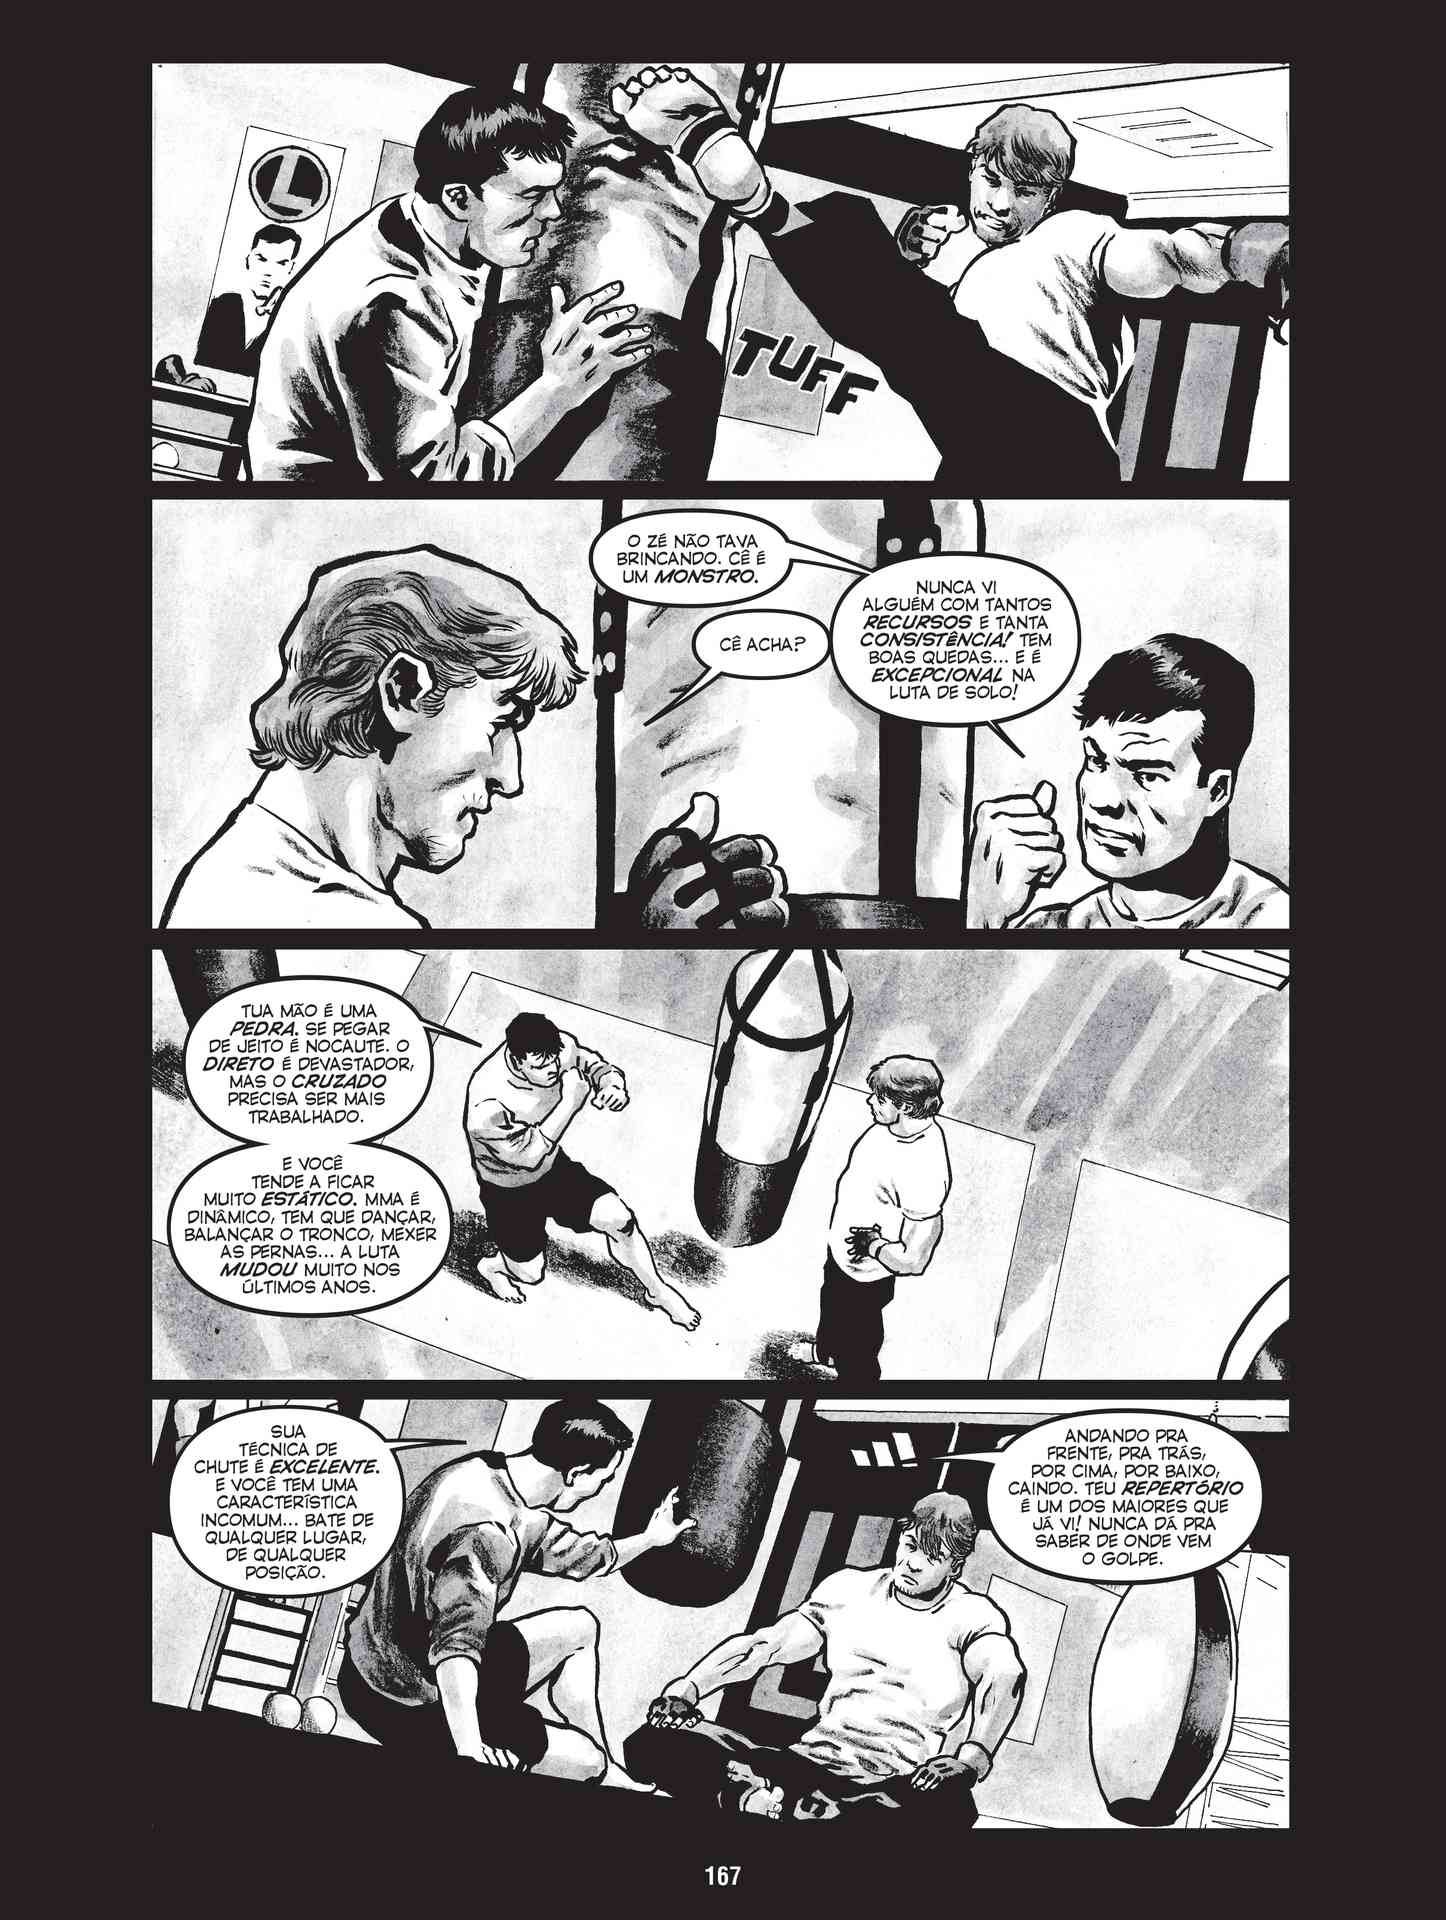 L
TUFF
O ZÉ NÃO TAVA
BRINCANDO. CÊ É
UM MONSTRO.
NUNCA VI
ALGUÉM COM TANTOS
RECURSOS E TANTA
CONSISTÊNCIA! TEM
BOAS QUEDAS... E É
EXCEPCIONAL NA
LUTA DE SOLO!
CÊ ACHA?
TUA MÃO É UMA
PEDRA. SE PEGAR
DE JEITO É NOCAUTE. O
DIRETO É DEVASTADOR,
MAS O CRUZADO
PRECISA SER MAIS
TRABALHADO.
E VOCÊ
TENDE A FICAR
MUITO ESTÁTICO. MMA É
DINÂMICO, TEM QUE DANÇAR,
BALANÇAR O TRONCO, MEXER
AS PERNAS... A LUTA
MUDOU MUITO NOS
ÚLTIMOS ANOS.
SUA
TÉCNICA DE
CHUTE É EXCELENTE.
E VOCÊ TEM UMA
CARACTERÍSTICA
INCOMUM... BATE DE
QUALQUER LUGAR,
DE QUALQUER
POSIÇÃO.
ANDANDO PRA
FRENTE, PRA TRÁS,
POR CIMA, POR BAIXO,
CAINDO. TEU REPERTÓRIO
É UM DOS MAIORES QUE
JÁ VI! NUNCA DÁ PRA
SABER DE ONDE VEM
O GOLPE.
167